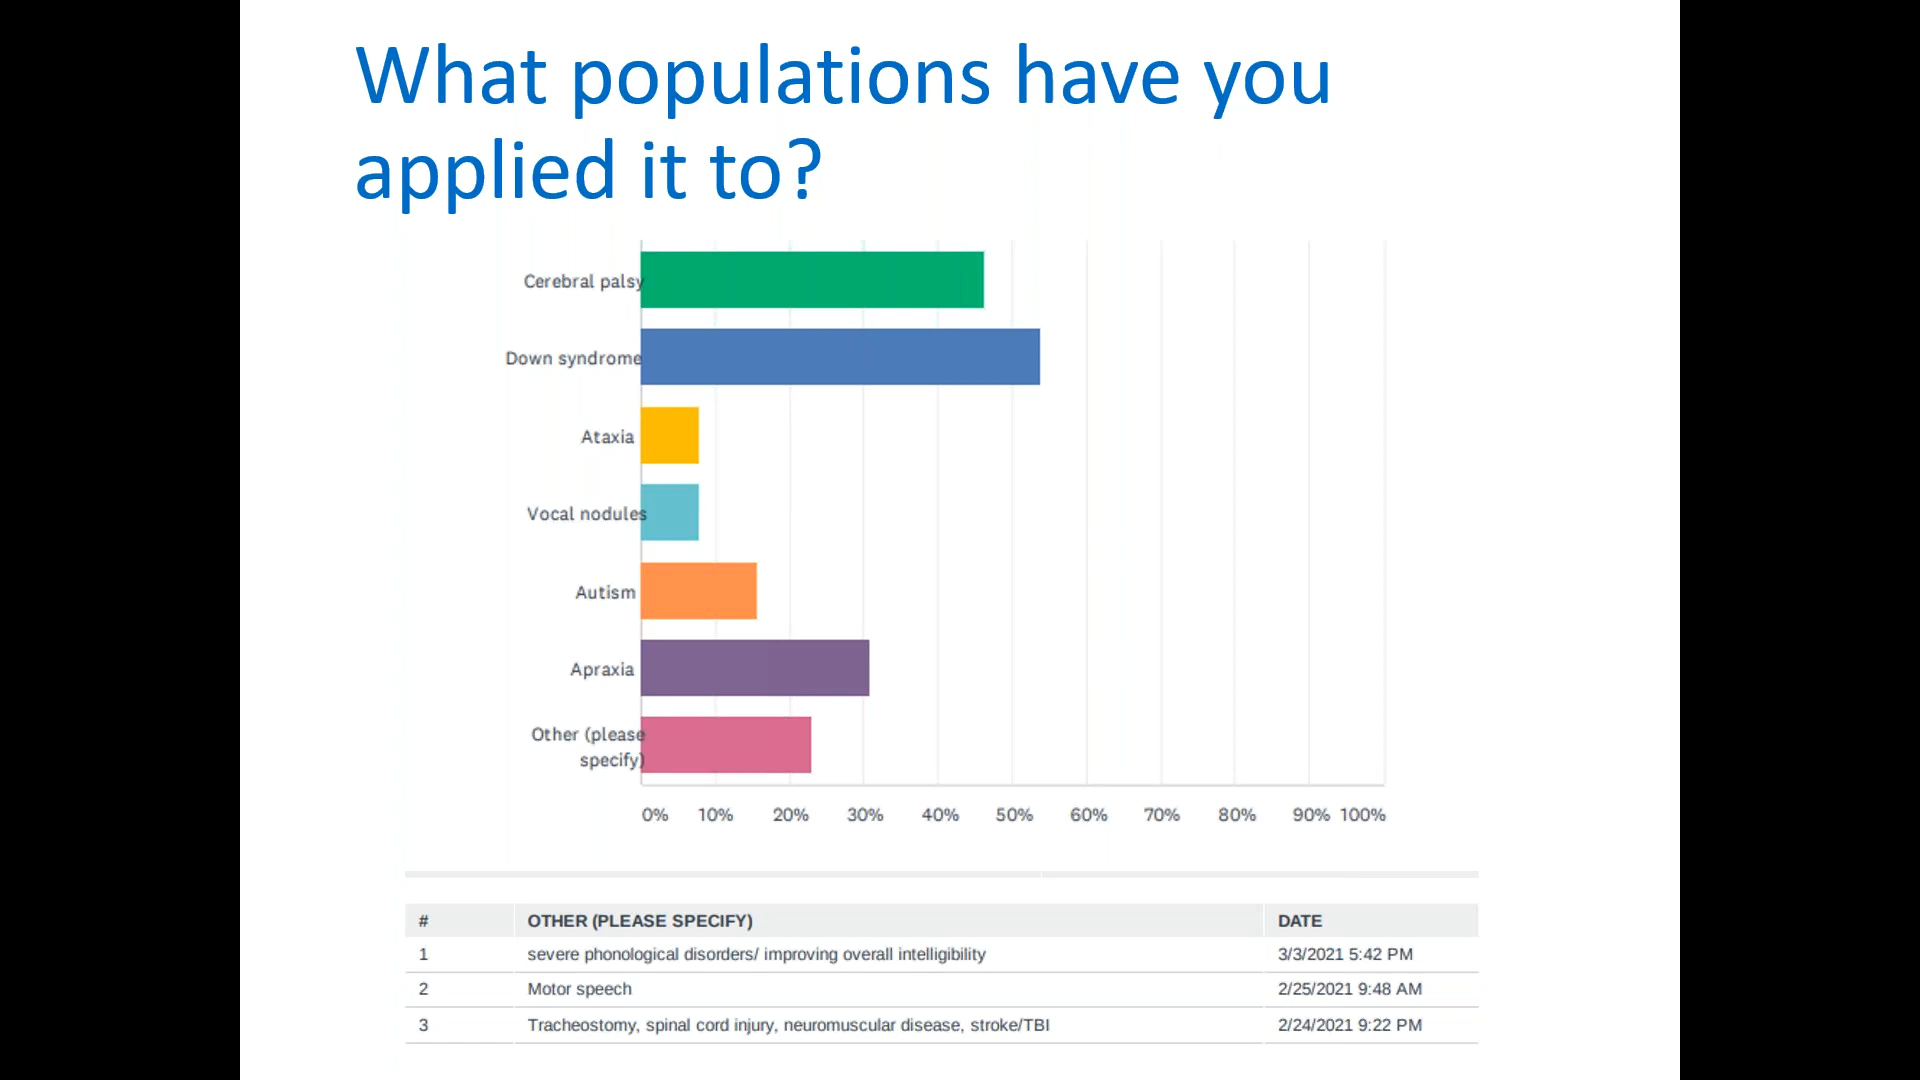 What populations have you
applied it to?
Cerebral palsy
Down syndrome
Ataxia
Vocal nodules
Autism
Apraxia
Other (please
specify)
0% 10% 20% 30% 40% 50% 60% 70% 80% 90% 100%
# OTHER (PLEASE SPECIFY) DATE
1 severe phonological disorders/ improving overall intelligibility 3/3/2021 5:42 PM
2 Motor speech 2/25/2021 9:48 AM
3 Tracheostomy, spinal cord injury, neuromuscular disease, stroke/TBI 2/24/2021 9:22 PM